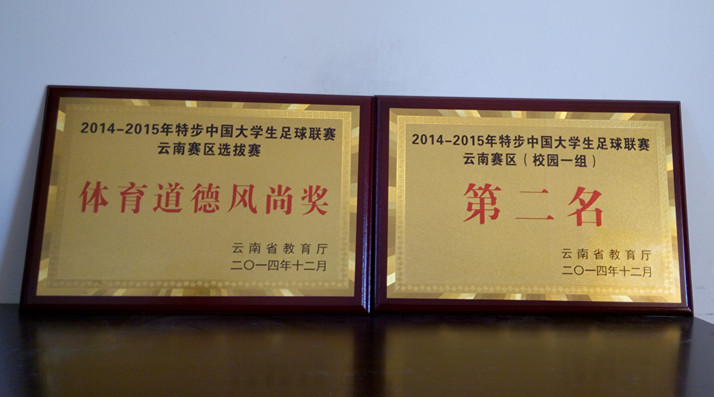 2014-2015年特步中国大学生足球联赛
云南赛区选拔赛
体育道德风尚奖
云南省教育厅
二〇一四年十二月
2014-2015年特步中国大学生足球联赛
云南赛区（校园一组）
第二名
云南省教育厅
二〇一四年十二月